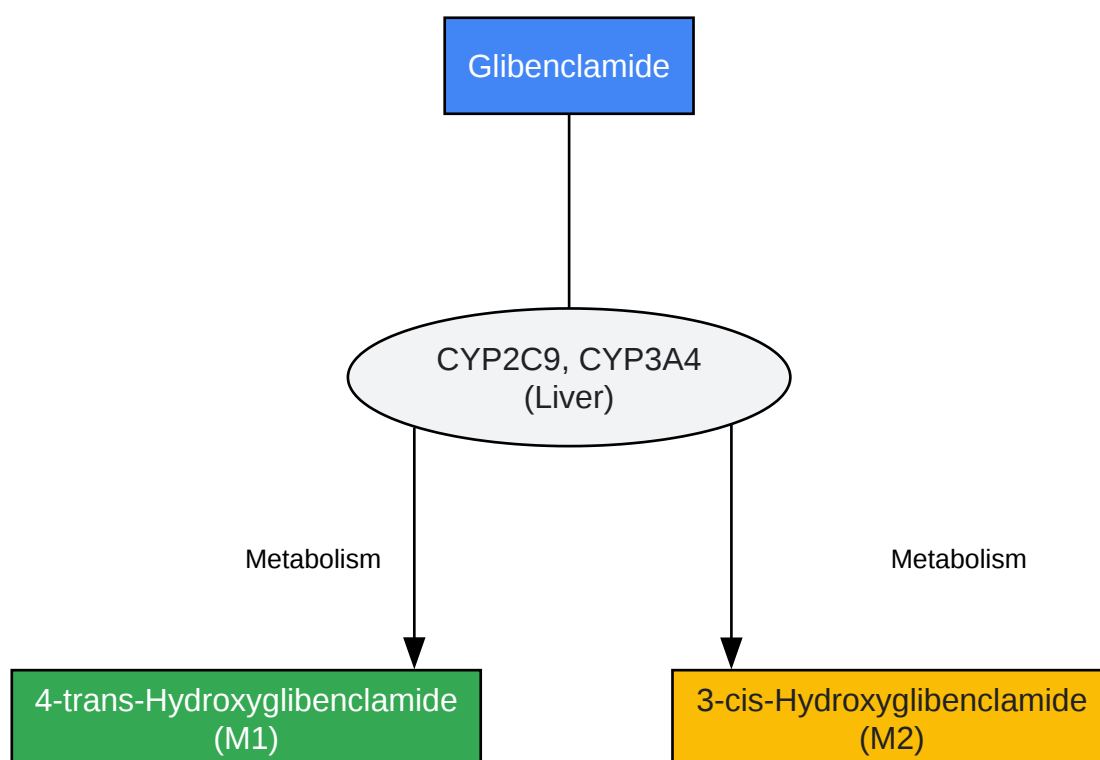 Glibenclamide
CYP2C9, CYP3A4
(Liver)
Metabolism
Metabolism
4-trans-Hydroxyglibenclamide
(M1)
3-cis-Hydroxyglibenclamide
(M2)